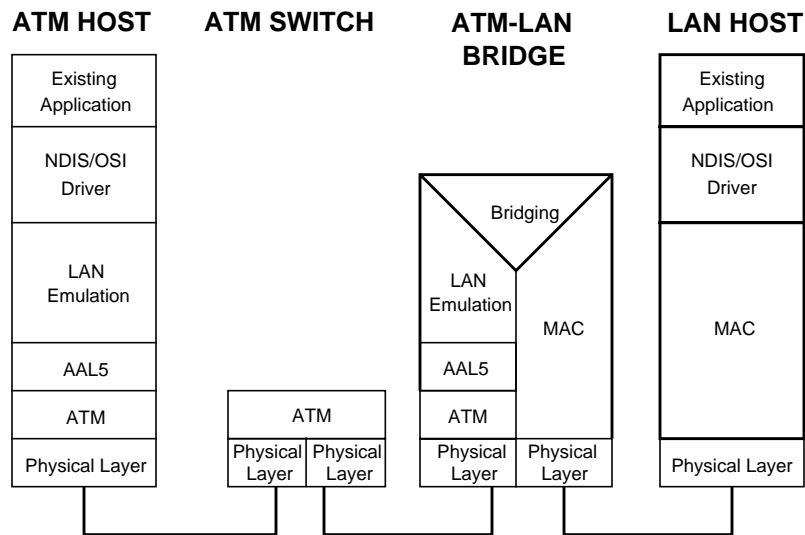 ATM HOST
ATM SWITCH
ATM-LAN
BRIDGE
LAN HOST
Existing
Application
NDIS/OSI
Driver
LAN
Emulation
AAL5
ATM
Physical Layer
ATM
Physical
Layer
Physical
Layer
Bridging
LAN
Emulation
AAL5
ATM
Physical
Layer
MAC
Physical
Layer
Existing
Application
NDIS/OSI
Driver
MAC
Physical Layer